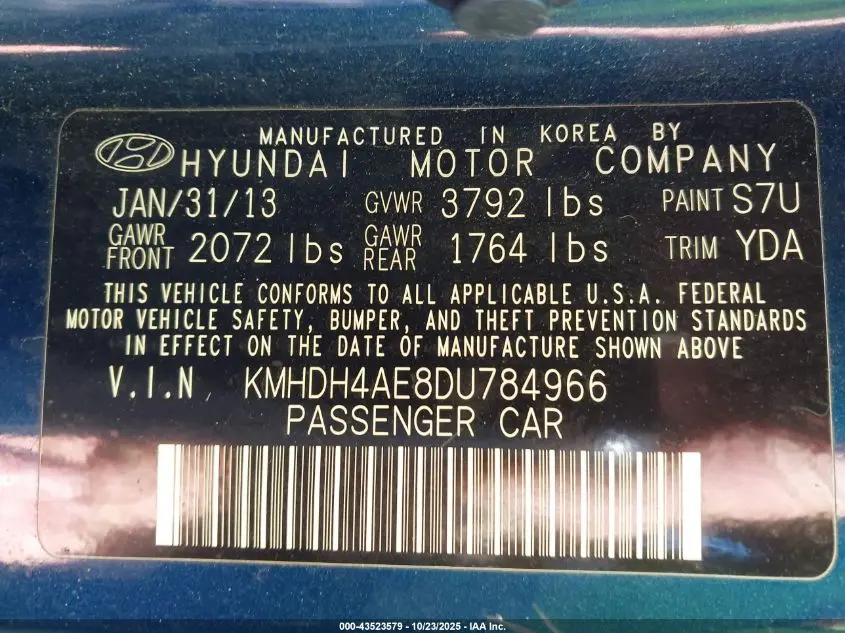 MANUFACTURED IN KOREA BY
HYUNDAI MOTOR COMPANY
JAN/31/13 GVWR 3792 lbs PAINT S7U
GAWR FRONT 2072 lbs GAWR REAR 1764 lbs TRIM YDA
THIS VEHICLE CONFORMS TO ALL APPLICABLE U.S.A. FEDERAL
MOTOR VEHICLE SAFETY, BUMPER, AND THEFT PREVENTION STANDARDS
IN EFFECT ON THE DATE OF MANUFACTURE SHOWN ABOVE
V.I.N. KMHDH4AE8DU784966
PASSENGER CAR
000-43523579 - 10/23/2025 - IAA Inc.